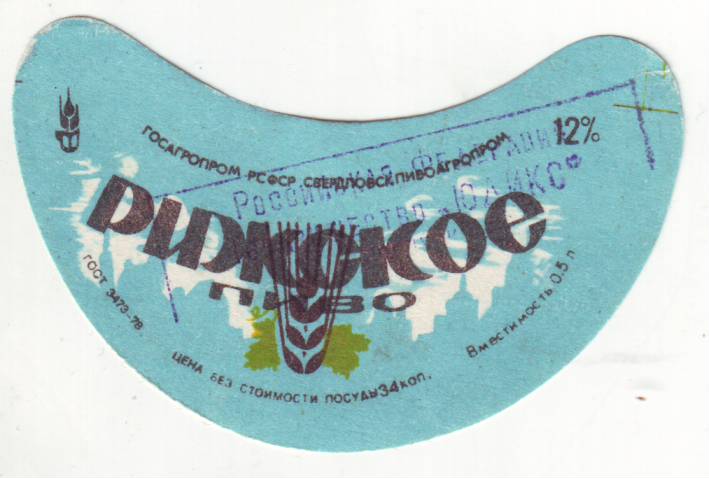 ГОСАГРОПРОМ РСФСР СВЕРДЛОВСКПИВОАГРОПРОМ
12%
РОССИЙСКАЯ ФЕДЕРАЦИЯ
РИЖСКОЕ
ПИВО
ГОСТ 3473-78
ЦЕНА БЕЗ СТОИМОСТИ ПОСУДЫ 34 коп.
Вместимость 0.5 л